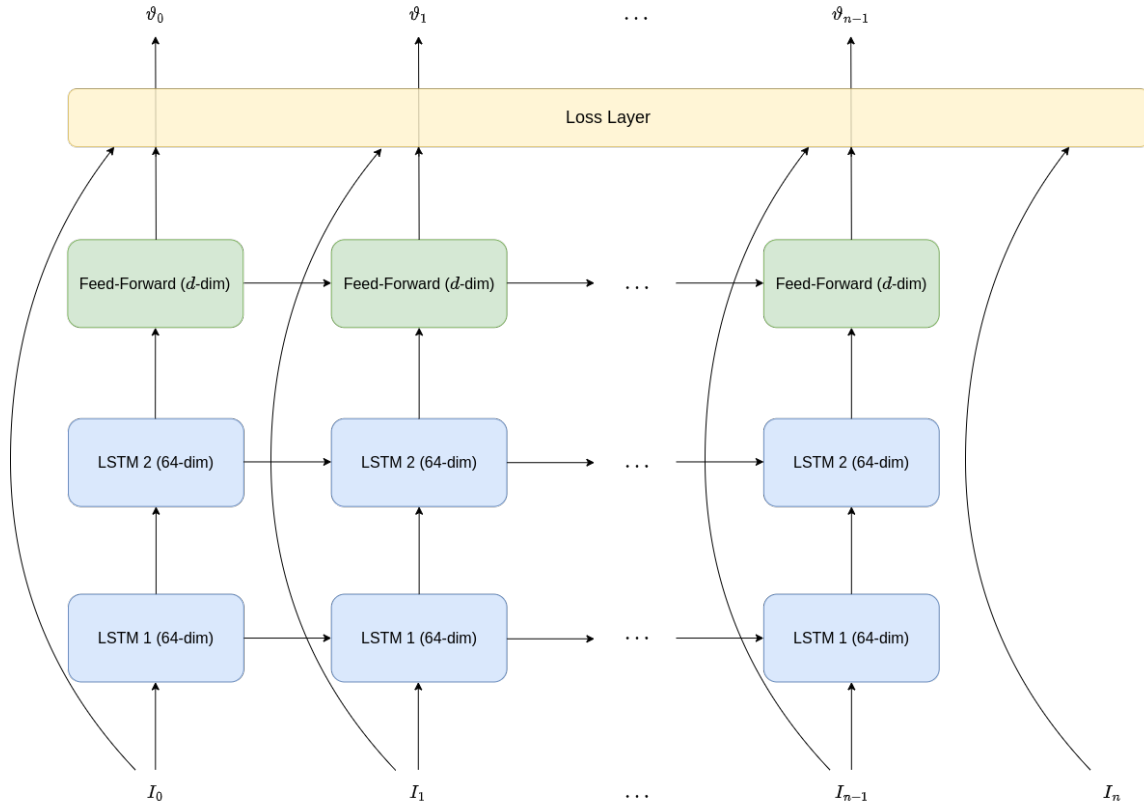 ϑ₀ ϑ₁ ... ϑₙ₋₁
Loss Layer
Feed-Forward (d-dim) Feed-Forward (d-dim) ... Feed-Forward (d-dim)
LSTM 2 (64-dim) LSTM 2 (64-dim) ... LSTM 2 (64-dim)
LSTM 1 (64-dim) LSTM 1 (64-dim) ... LSTM 1 (64-dim)
I₀ I₁ ... Iₙ₋₁ Iₙ